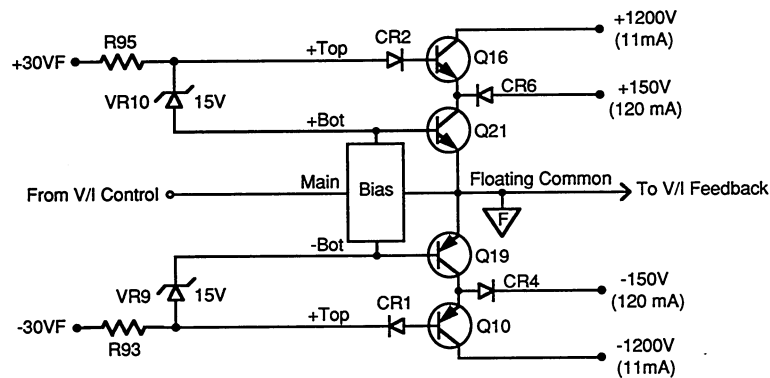 +1200V
(11mA)
R95
+Top
CR2
Q16
+30VF
CR6
+150V
(120 mA)
VR10
15V
+Bot
Q21
From V/I Control
Main
Bias
Floating Common
To V/I Feedback
F
-Bot
Q19
VR9
15V
CR4
-150V
(120 mA)
CR1
-30VF
+Top
Q10
R93
-1200V
(11mA)